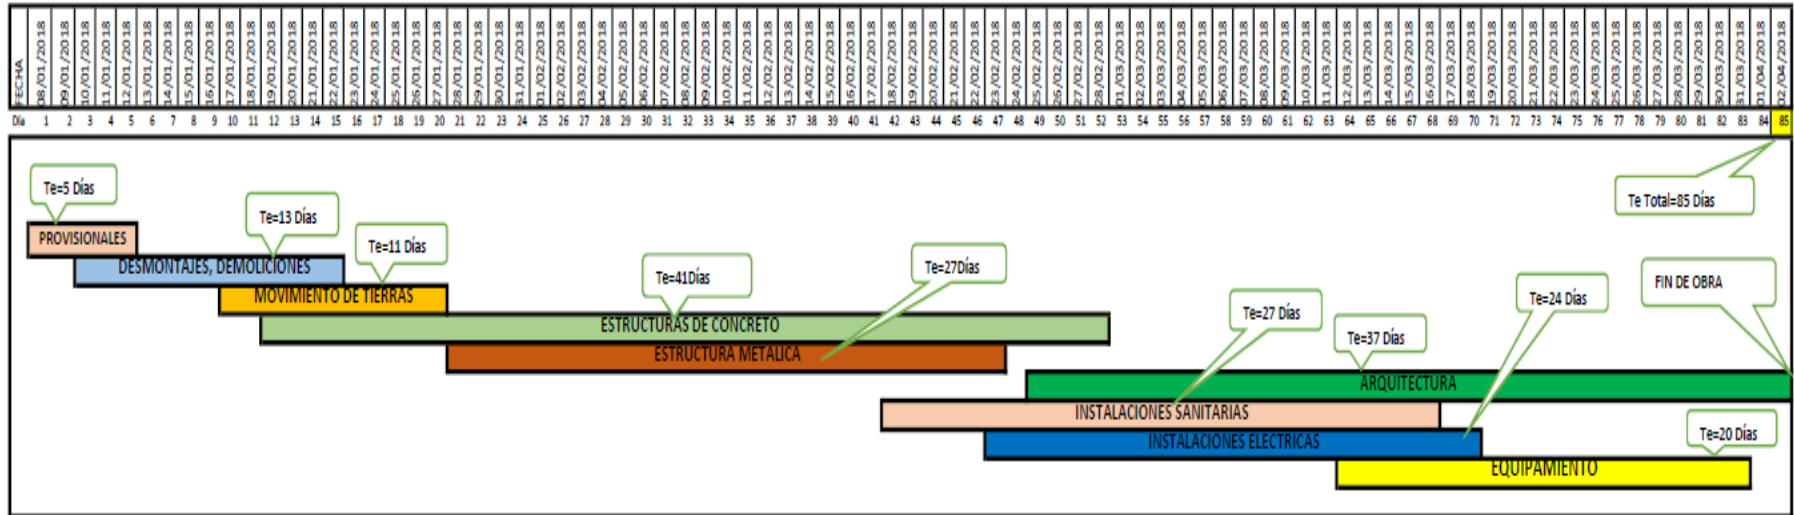 FECHA 08/01/2018 09/01/2018 10/01/2018 11/01/2018 12/01/2018 13/01/2018 14/01/2018 15/01/2018 16/01/2018 17/01/2018 18/01/2018 19/01/2018 20/01/2018 21/01/2018 22/01/2018 23/01/2018 24/01/2018 25/01/2018 26/01/2018 27/01/2018 28/01/2018 29/01/2018 30/01/2018 31/01/2018 01/02/2018 02/02/2018 03/02/2018 04/02/2018 05/02/2018 06/02/2018 07/02/2018 08/02/2018 09/02/2018 10/02/2018 11/02/2018 12/02/2018 13/02/2018 14/02/2018 15/02/2018 16/02/2018 17/02/2018 18/02/2018 19/02/2018 20/02/2018 21/02/2018 22/02/2018 23/02/2018 24/02/2018 25/02/2018 26/02/2018 27/02/2018 28/02/2018 01/03/2018 02/03/2018 03/03/2018 04/03/2018 05/03/2018 06/03/2018 07/03/2018 08/03/2018 09/03/2018 10/03/2018 11/03/2018 12/03/2018 13/03/2018 14/03/2018 15/03/2018 16/03/2018 17/03/2018 18/03/2018 19/03/2018 20/03/2018 21/03/2018 22/03/2018 23/03/2018 24/03/2018 25/03/2018 26/03/2018 27/03/2018 28/03/2018 29/03/2018 30/03/2018 31/03/2018 01/04/2018 02/04/2018
Día 1 2 3 4 5 6 7 8 9 10 11 12 13 14 15 16 17 18 19 20 21 22 23 24 25 26 27 28 29 30 31 32 33 34 35 36 37 38 39 40 41 42 43 44 45 46 47 48 49 50 51 52 53 54 55 56 57 58 59 60 61 62 63 64 65 66 67 68 69 70 71 72 73 74 75 76 77 78 79 80 81 82 83 84 85
Te=5 Días
Te Total=85 Días
Te=13 Días
PROVISIONALES
Te=11 Días
DESMONTAJES, DEMOLICIONES
Te=41Días
Te=27Días
FIN DE OBRA
MOVIMIENTO DE TIERRAS
Te=24 Días
Te=27 Días
ESTRUCTURAS DE CONCRETO
Te=37 Días
ESTRUCTURA METALICA
ARQUITECTURA
INSTALACIONES SANITARIAS
Te=20 Días
INSTALACIONES ELECTRICAS
EQUIPAMIENTO